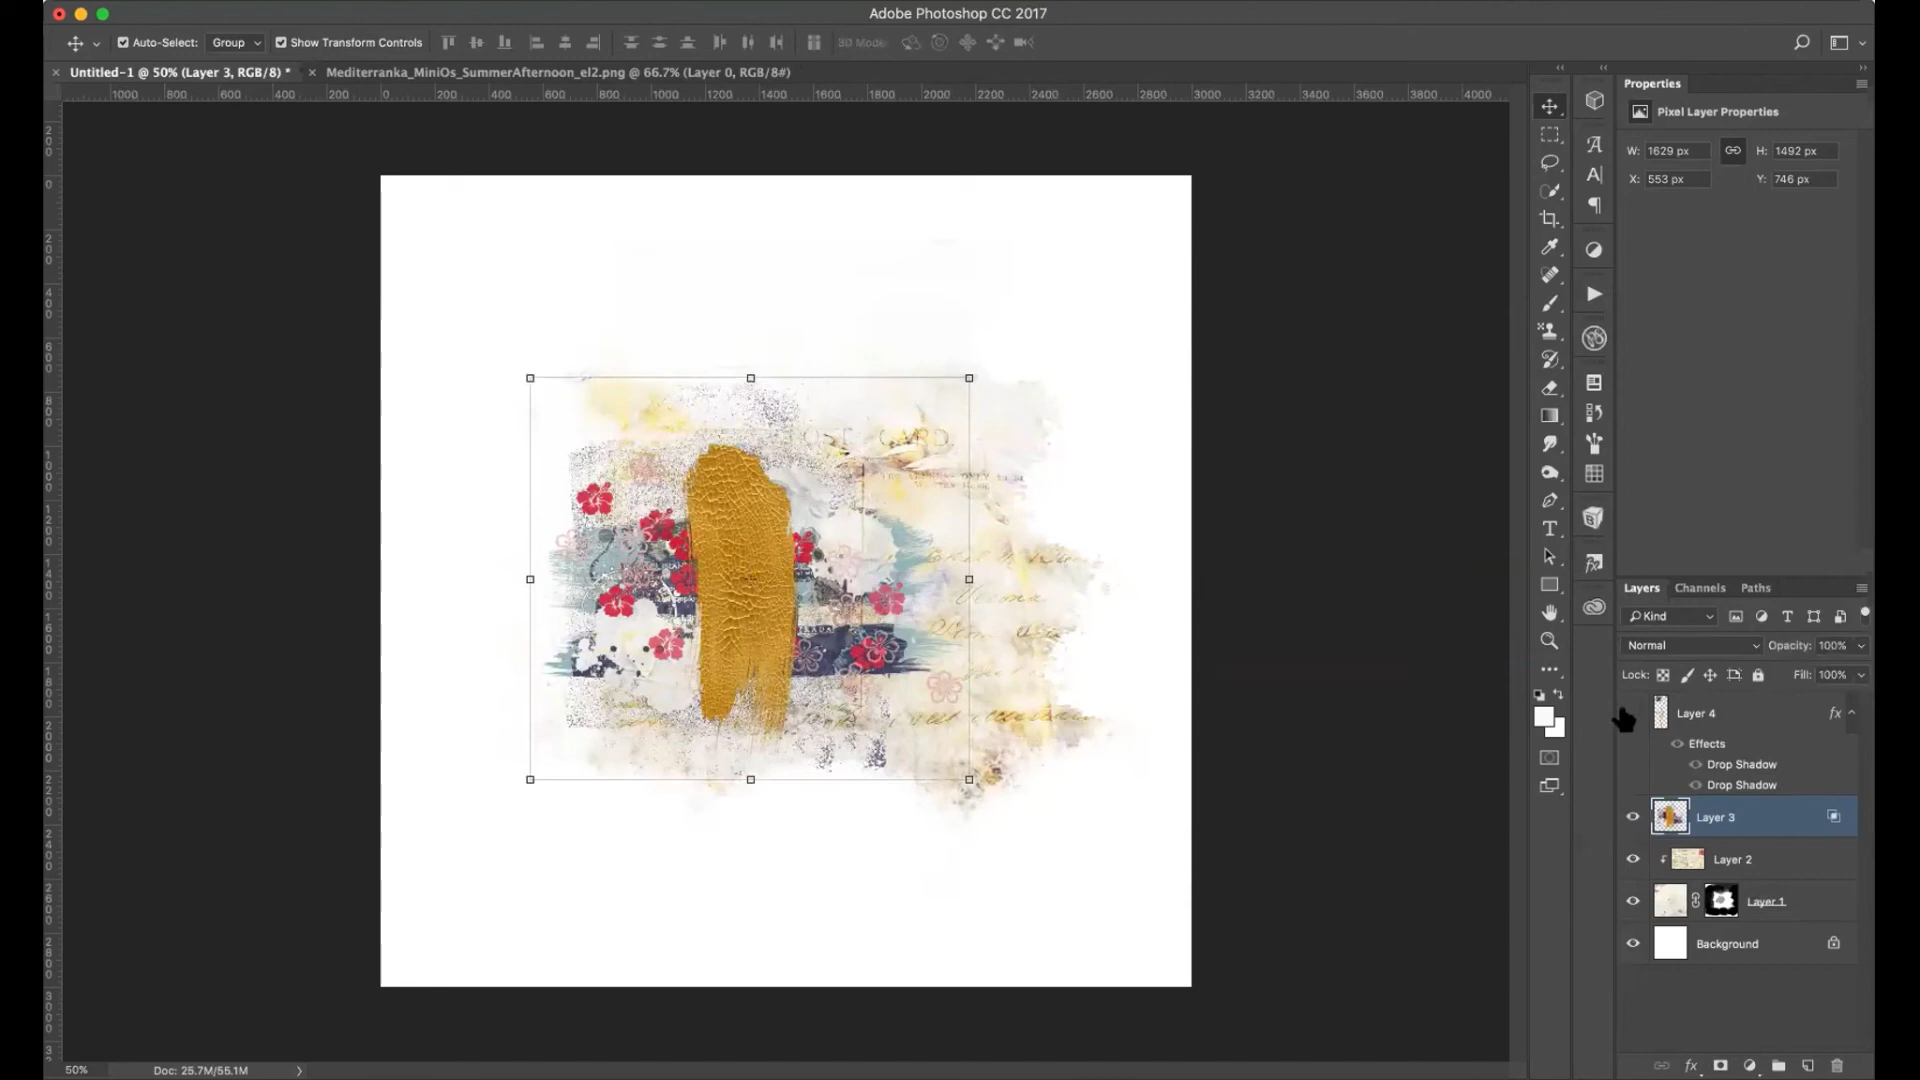 Adobe Photoshop CC 2017
Auto-Select: Group Show Transform Controls 3D Mode:
Untitled-1 @ 50% (Layer 3, RGB/8) * Mediterranka_MiniOs_SummerAfternoon_el2.png @ 66.7% (Layer 0, RGB/8#)
1000 800 600 400 200 0 200 400 600 800 1000 1200 1400 1600 1800 2000 2200 2400 2600 2800 3000 3200 3400 3600 3800 4000
Properties
Pixel Layer Properties
W: 1629 px H: 1492 px
X: 553 px Y: 746 px
Layers Channels Paths
Kind
Normal Opacity: 100%
Lock: Fill: 100%
Layer 4 fx
Effects
Drop Shadow
Drop Shadow
Layer 3
Layer 2
Layer 1
Background
50% Doc: 25.7M/55.1M